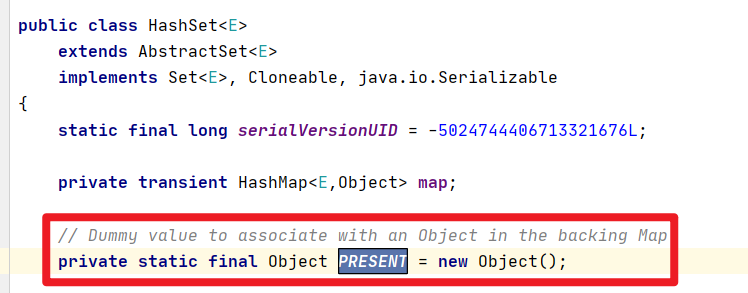 public class HashSet<E>
    extends AbstractSet<E>
    implements Set<E>, Cloneable, java.io.Serializable
{
    static final long serialVersionUID = -5024744406713321676L;
    private transient HashMap<E,Object> map;
    // Dummy value to associate with an Object in the backing Map
    private static final Object PRESENT = new Object();